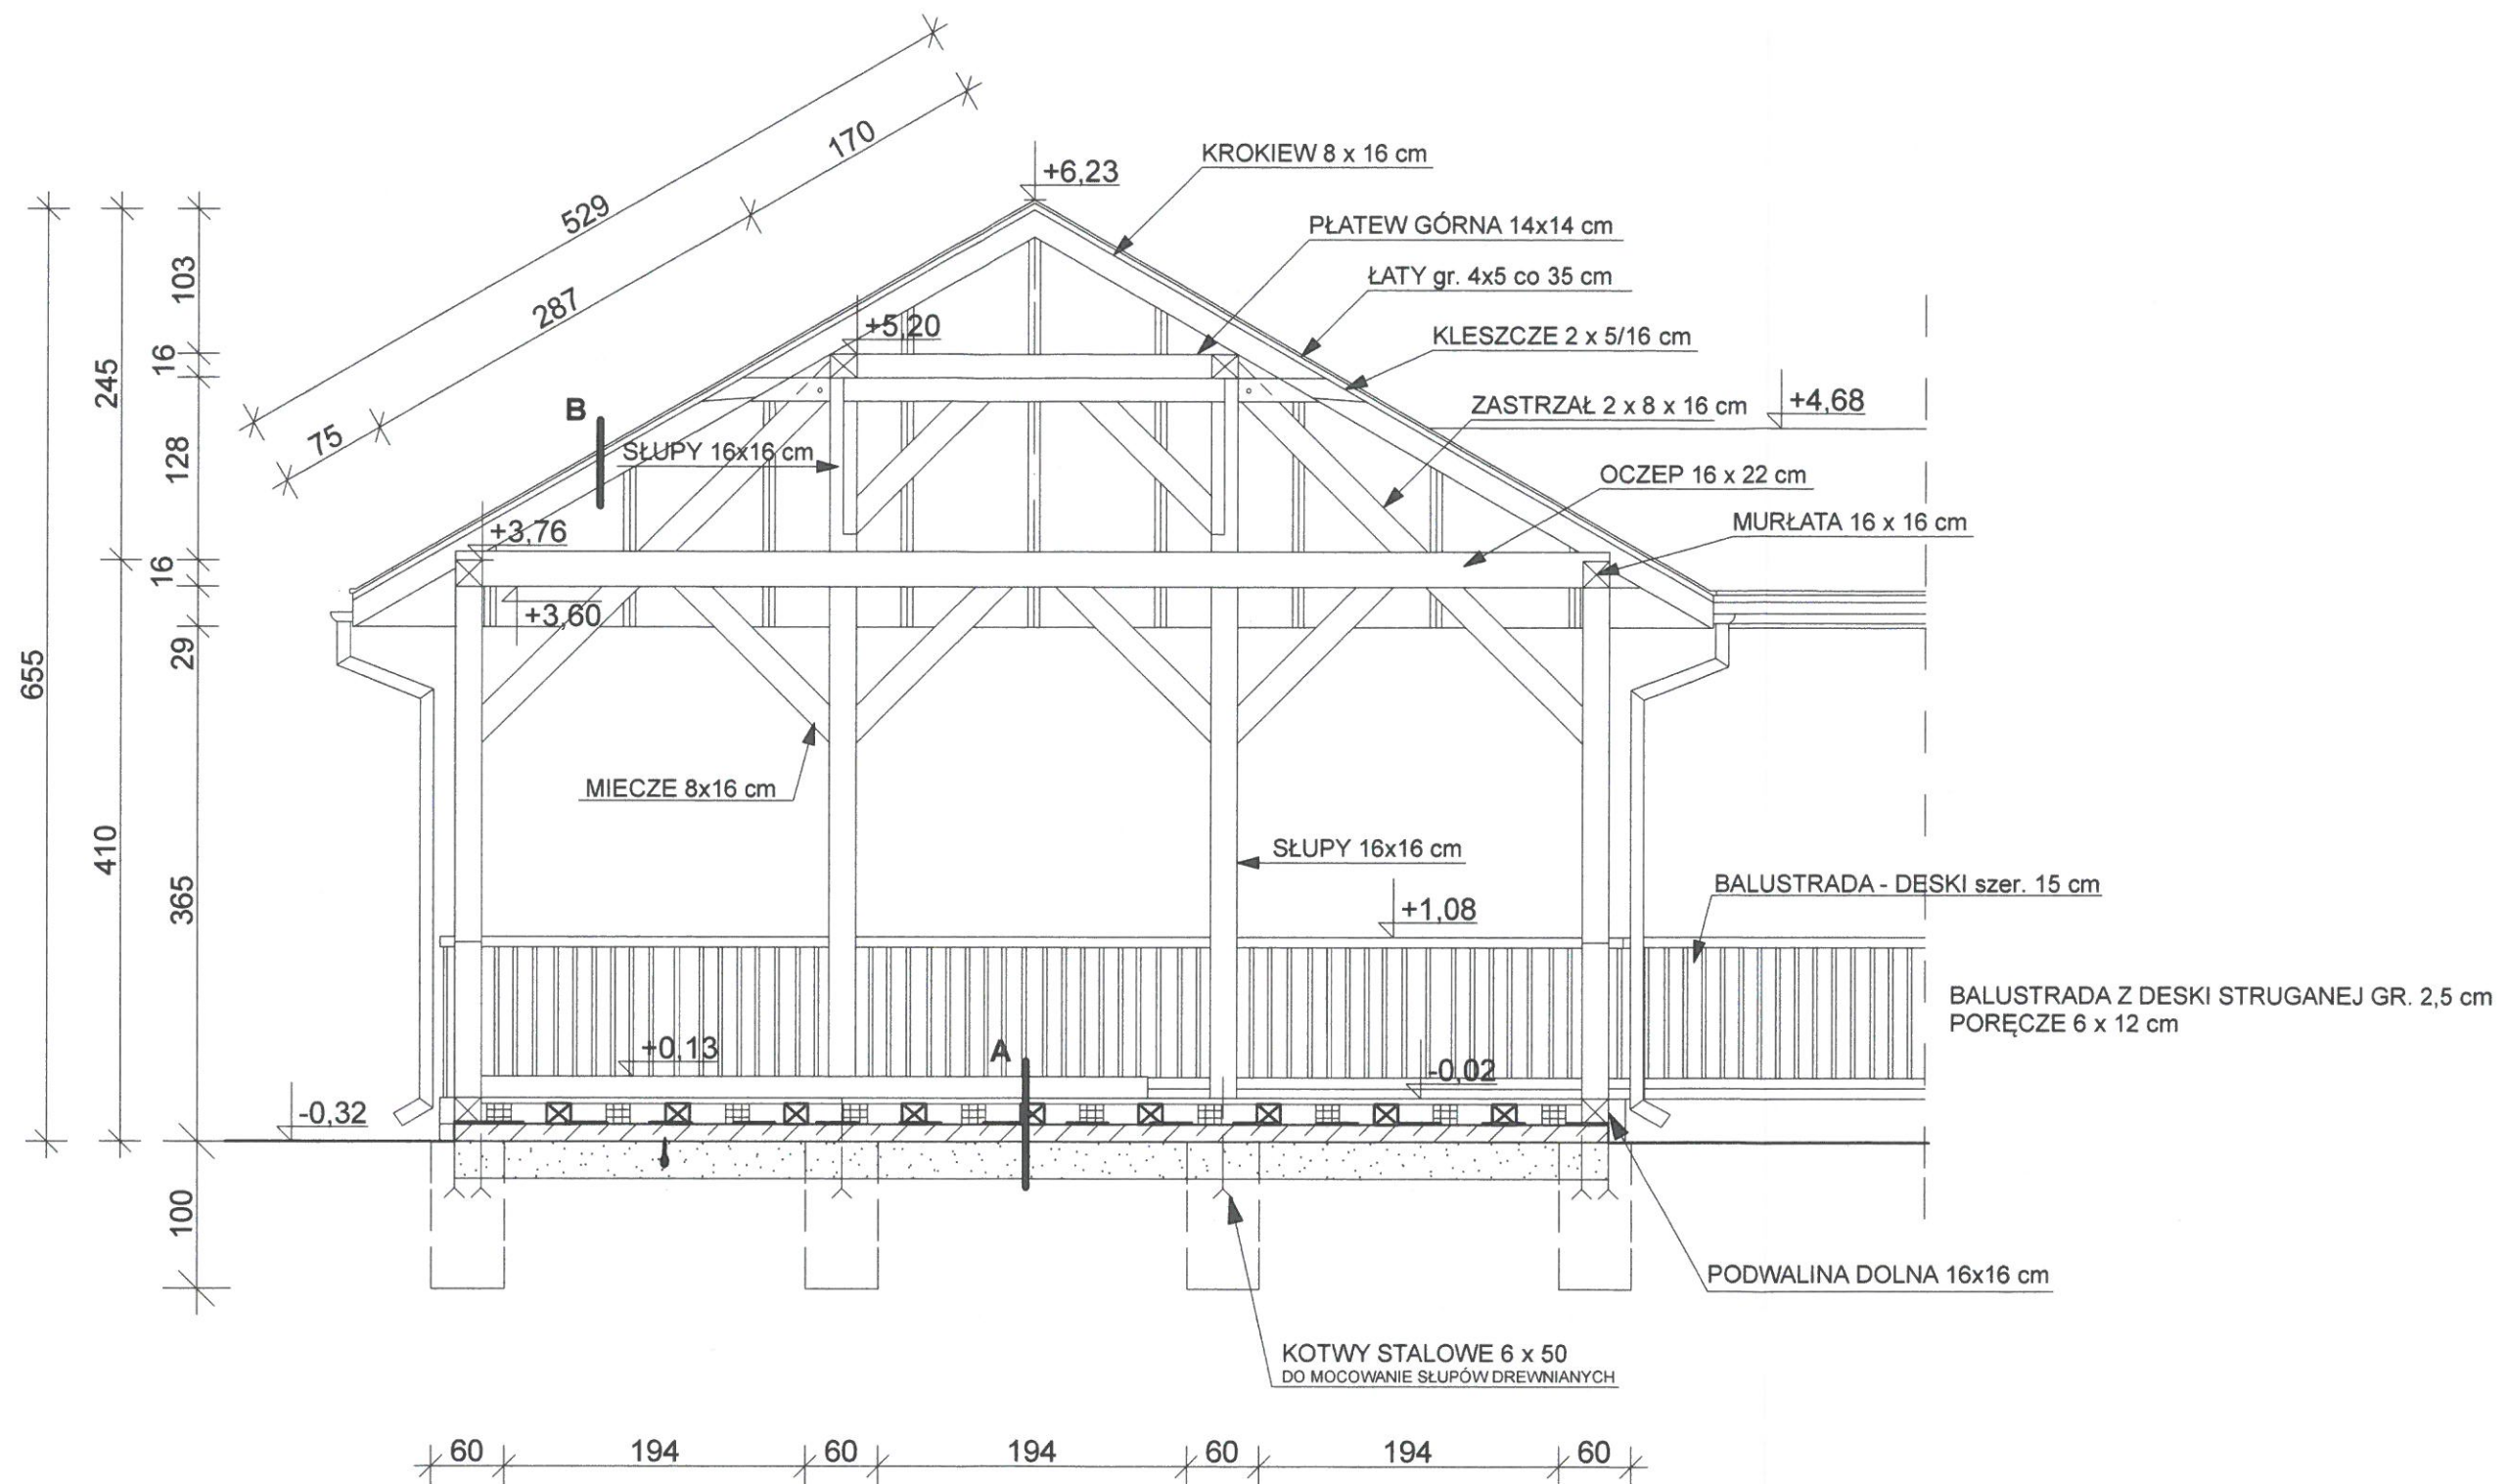 529
170
287
75
+6,23
KROKIEW 8 x 16 cm
PŁATEW GÓRNA 14x14 cm
ŁATY gr. 4x5 co 35 cm
KLESZCZE 2 x 5/16 cm
ZASTRZAŁ 2 x 8 x 16 cm
+4,68
OCZEP 16 x 22 cm
MURŁATA 16 x 16 cm
+5,20
B
SŁUPY 16x16 cm
+3,76
+3,60
655
245
410
103
16
128
16
29
365
100
MIECZE 8x16 cm
SŁUPY 16x16 cm
+1,08
BALUSTRADA - DESKI szer. 15 cm
BALUSTRADA Z DESKI STRUGANEJ GR. 2,5 cm
PORĘCZE 6 x 12 cm
+0,13
A
-0,02
-0,32
PODWALINA DOLNA 16x16 cm
KOTWY STALOWE 6 x 50
DO MOCOWANIE SŁUPÓW DREWNIANYCH
60
194
60
194
60
194
60